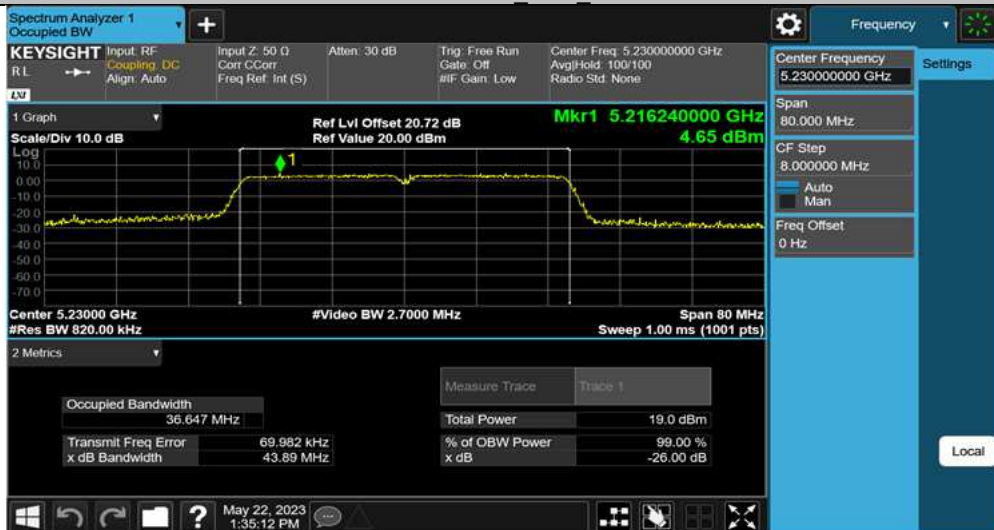 Spectrum Analyzer 1
Occupied BW
+
Frequency
KEYSIGHT
RL
LXI
Input: RF
Coupling: DC
Align: Auto
Input Z: 50 Ω
Corr CCorr
Freq Ref: Int (S)
Atten: 30 dB
Trig: Free Run
Gate: Off
#IF Gain: Low
Center Freq: 5.230000000 GHz
Avg|Hold: 100/100
Radio Std: None
Center Frequency
5.230000000 GHz
Settings
Span
80.000 MHz
CF Step
8.000000 MHz
Auto
Man
Freq Offset
0 Hz
Local
1 Graph
Scale/Div 10.0 dB
Ref Lvl Offset 20.72 dB
Ref Value 20.00 dBm
Mkr1 5.216240000 GHz
4.65 dBm
Log
10.0
0.00
-10.0
-20.0
-30.0
-40.0
-50.0
-60.0
-70.0
1
Center 5.23000 GHz
#Video BW 2.7000 MHz
Span 80 MHz
#Res BW 820.00 kHz
Sweep 1.00 ms (1001 pts)
2 Metrics
Measure Trace Trace 1
Occupied Bandwidth
36.647 MHz
Total Power 19.0 dBm
Transmit Freq Error 69.982 kHz
% of OBW Power 99.00 %
x dB Bandwidth 43.89 MHz
x dB -26.00 dB
?
May 22, 2023
1:35:12 PM